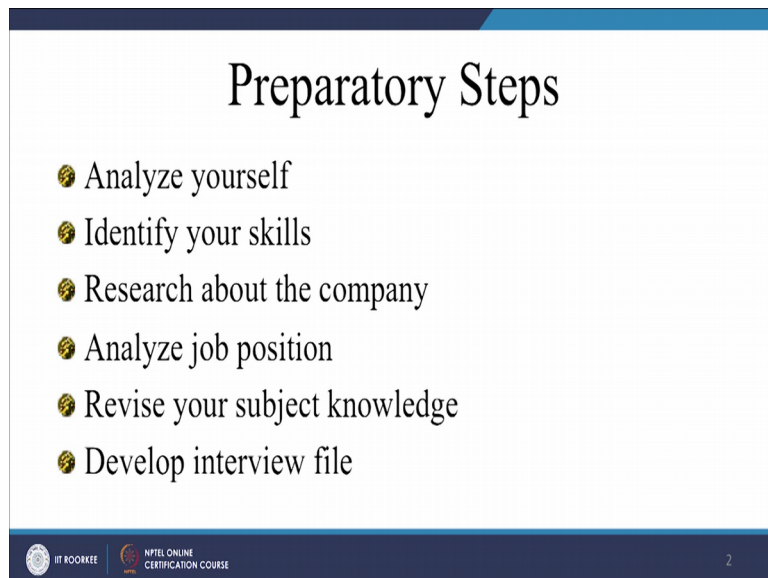 Preparatory Steps
Analyze yourself
Identify your skills
Research about the company
Analyze job position
Revise your subject knowledge
Develop interview file
IIT ROORKEE
NPTEL ONLINE
CERTIFICATION COURSE
2